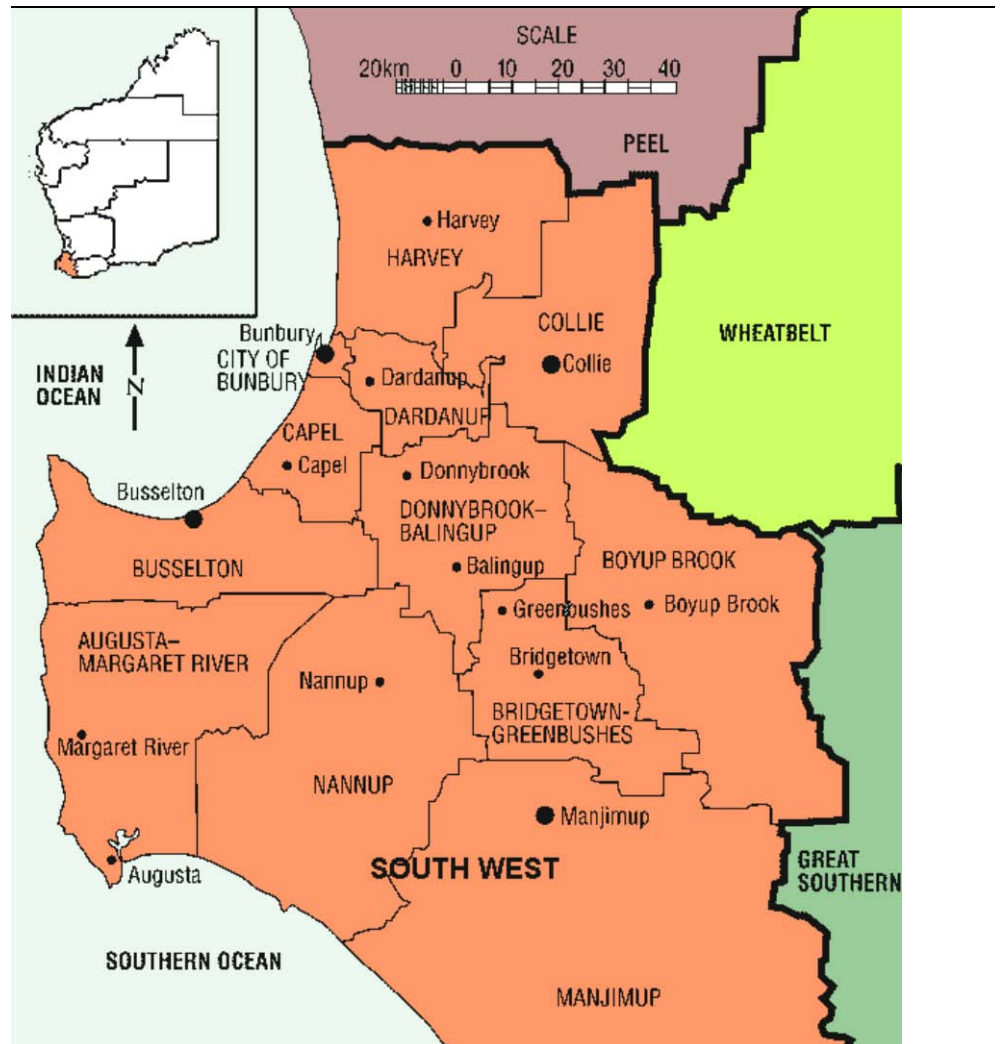 SCALE
20km 0 10 20 30 40
PEEL
Harvey
HARVEY
COLLIE
WHEATBELT
Bunbury
CITY OF
BUNBURY
Collie
INDIAN
OCEAN
N
Dardanup
DARDANUP
CAPEL
Capel
Donnybrook
Busselton
DONNYBROOK–
BALINGUP
BUSSELTON
Balingup
BOYUP BROOK
Greenbushes
Boyup Brook
AUGUSTA–
MARGARET RIVER
Bridgetown
Nannup
BRIDGETOWN-
GREENBUSHES
Margaret River
NANNUP
Manjimup
SOUTH WEST
Augusta
GREAT
SOUTHERN
SOUTHERN OCEAN
MANJIMUP